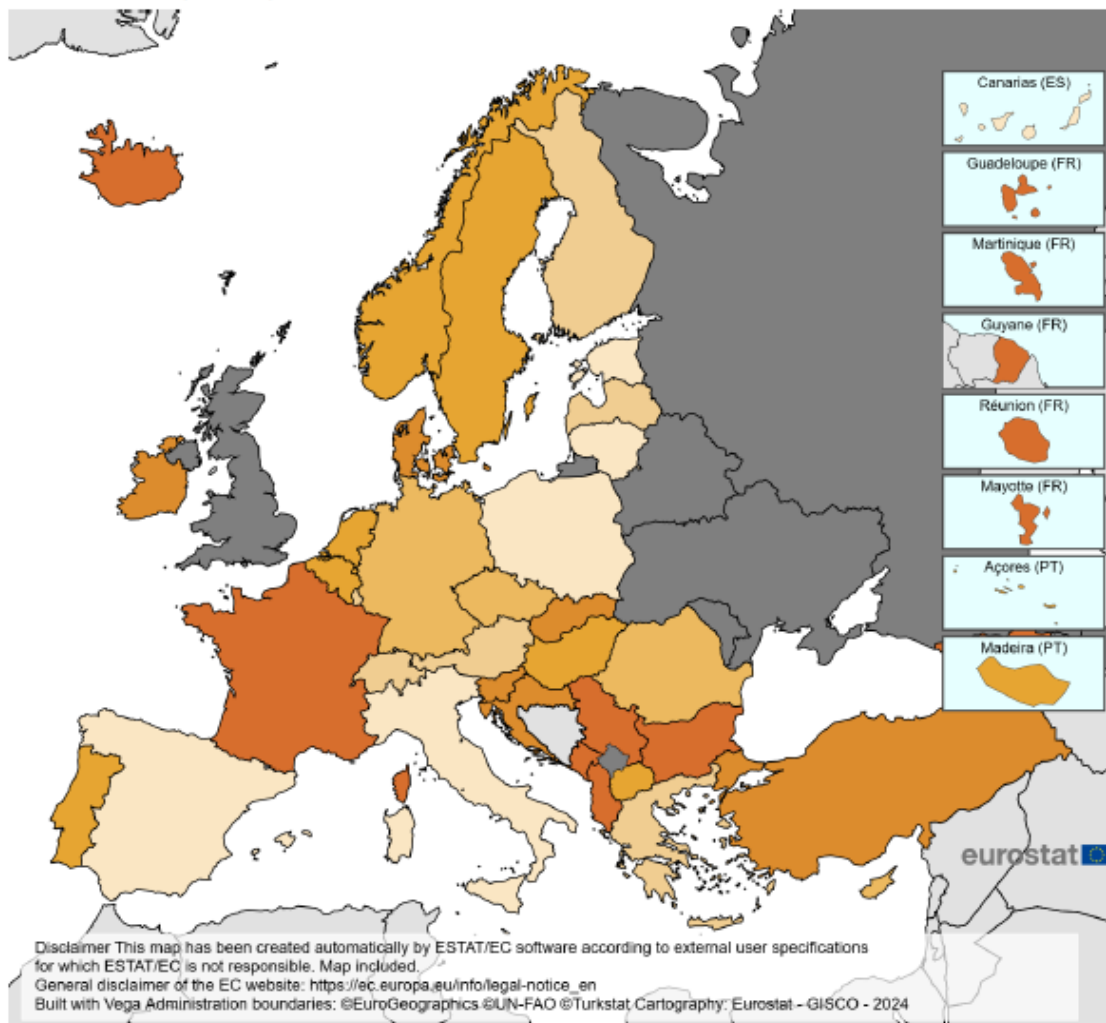 Canarias (ES)
Guadeloupe (FR)
Martinique (FR)
Guyane (FR)
Réunion (FR)
Mayotte (FR)
Açores (PT)
Madeira (PT)
eurostat
Disclaimer This map has been created automatically by ESTAT/EC software according to external user specifications
for which ESTAT/EC is not responsible. Map included.
General disclaimer of the EC website: https://ec.europa.eu/info/legal-notice_en
Built with Vega Administration boundaries: ©EuroGeographics ©UN-FAO ©Turkstat Cartography: Eurostat - GISCO - 2024